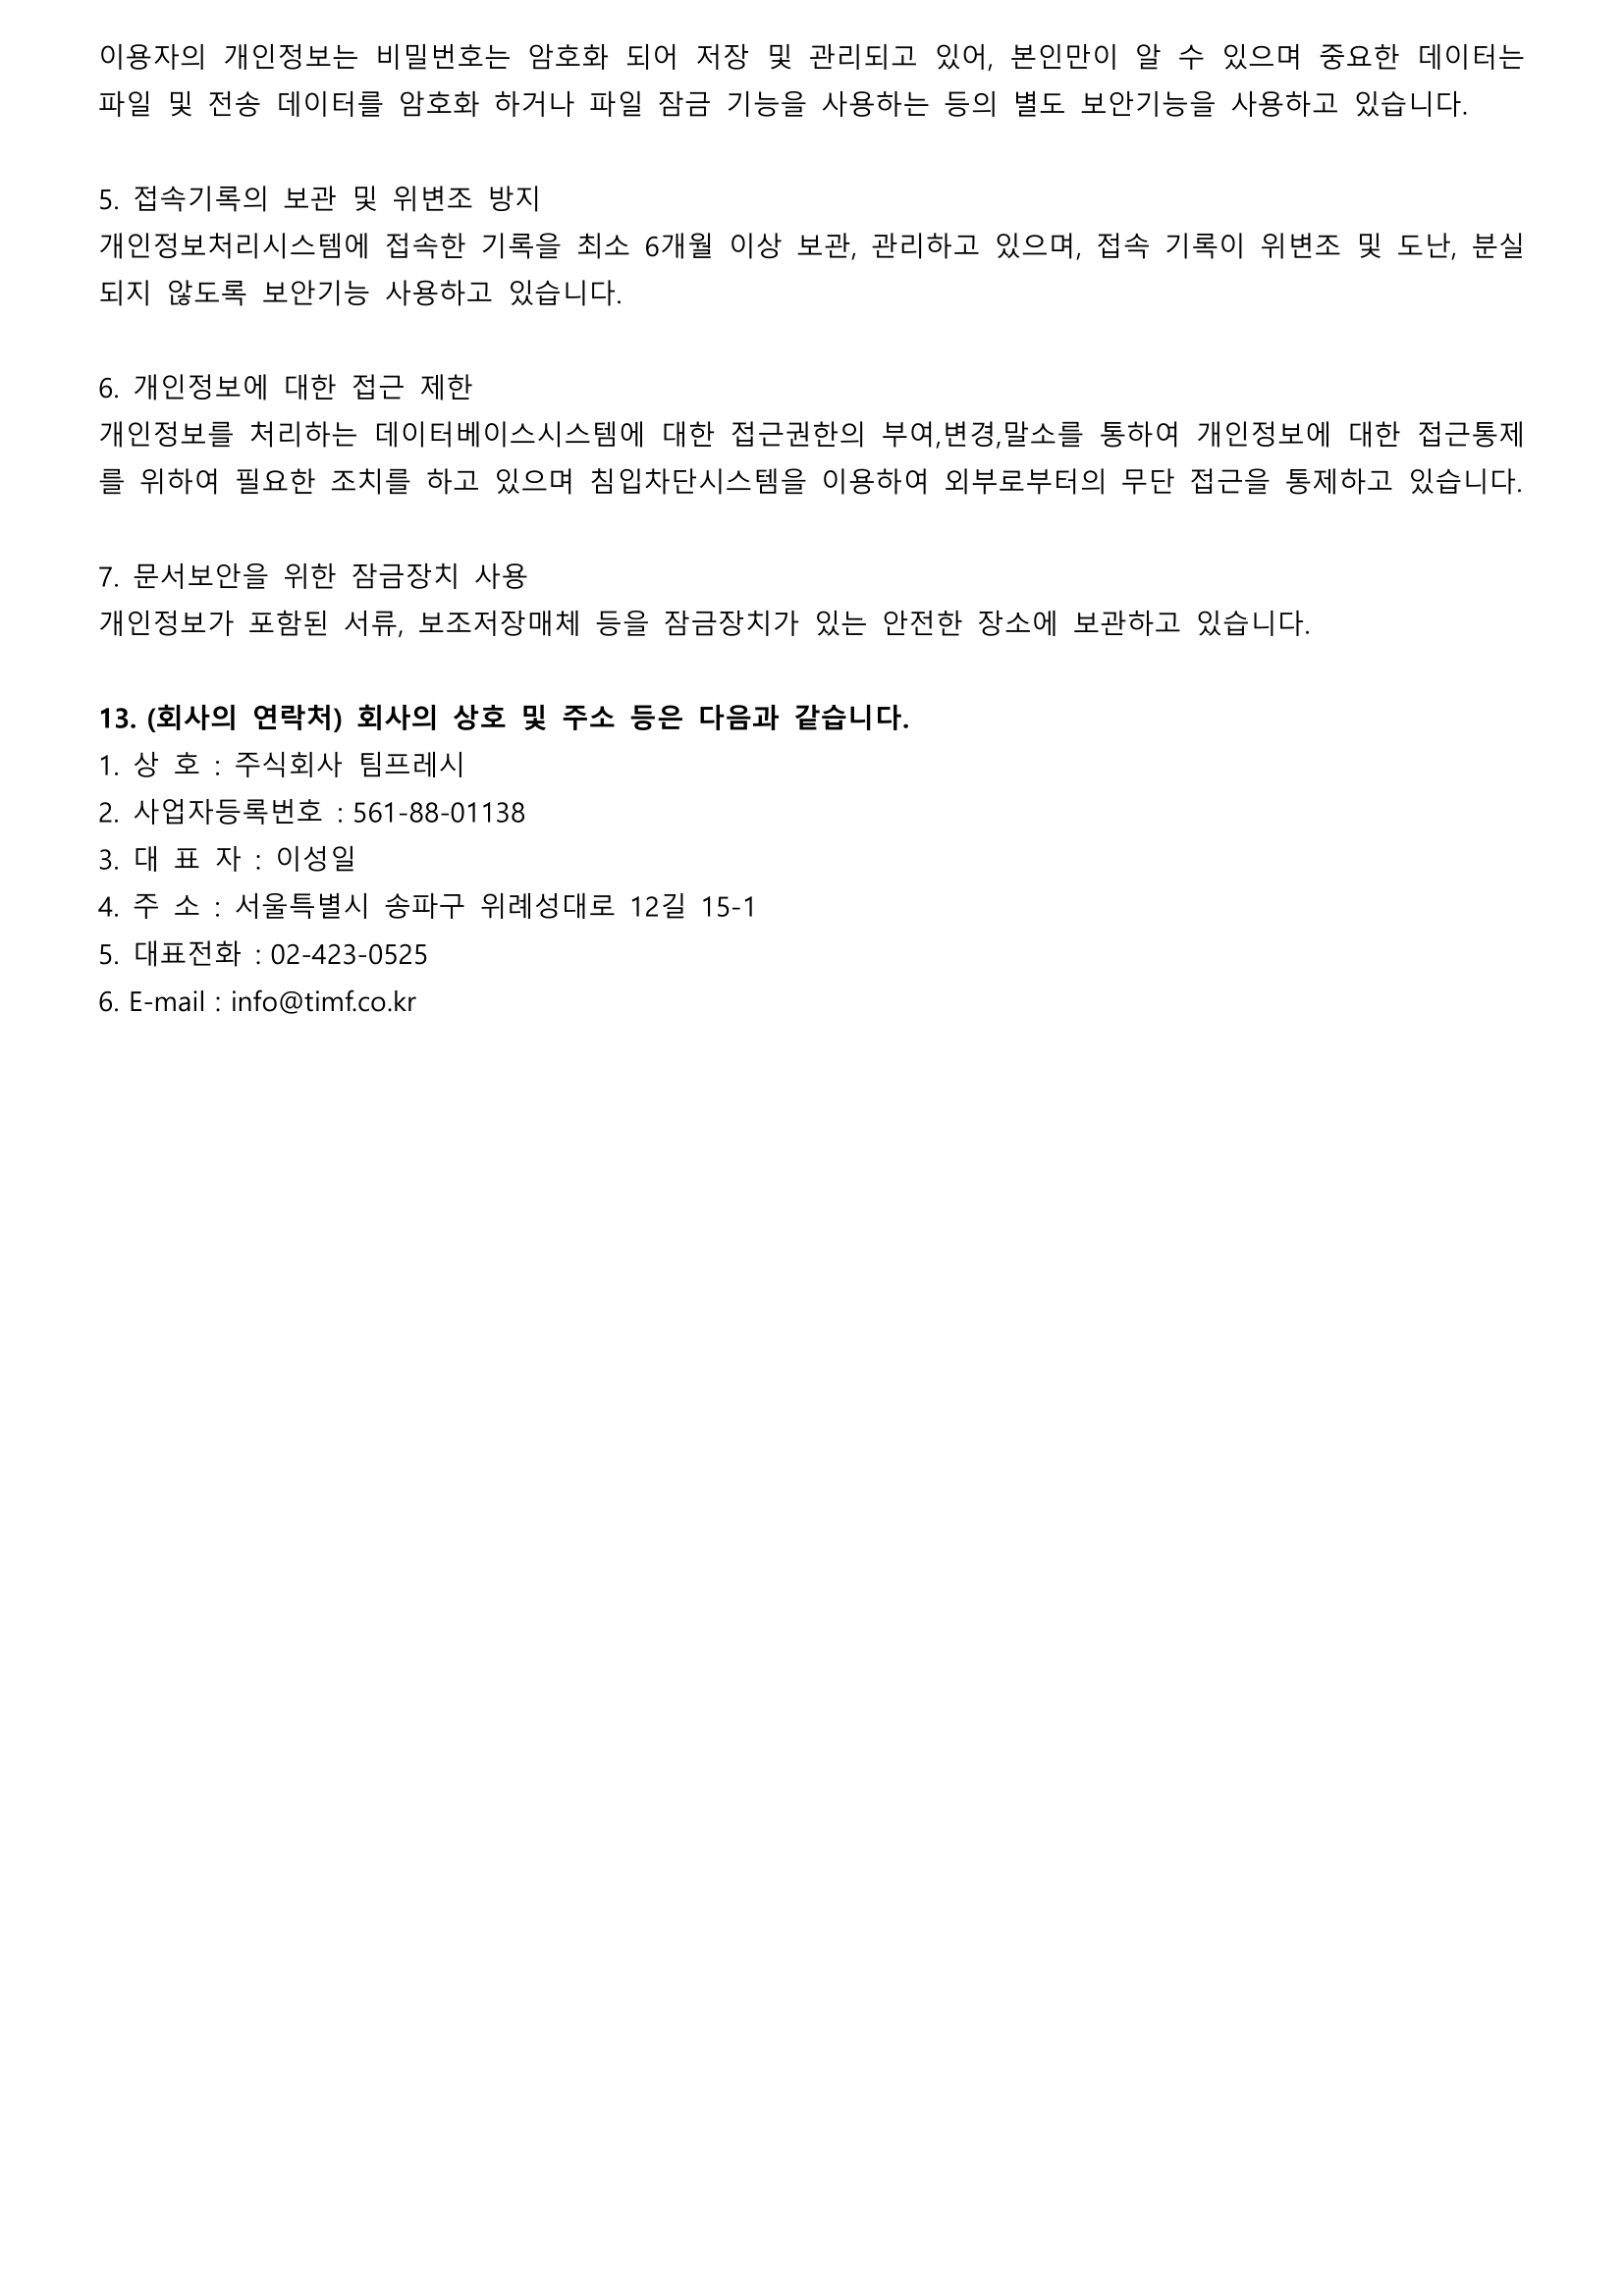 이용자의 개인정보는 비밀번호는 암호화 되어 저장 및 관리되고 있어, 본인만이 알 수 있으며 중요한 데이터는
파일 및 전송 데이터를 암호화 하거나 파일 잠금 기능을 사용하는 등의 별도 보안기능을 사용하고 있습니다.
5. 접속기록의 보관 및 위변조 방지
개인정보처리시스템에 접속한 기록을 최소 6개월 이상 보관, 관리하고 있으며, 접속 기록이 위변조 및 도난, 분실
되지 않도록 보안기능 사용하고 있습니다.
6. 개인정보에 대한 접근 제한
개인정보를 처리하는 데이터베이스시스템에 대한 접근권한의 부여,변경,말소를 통하여 개인정보에 대한 접근통제
를 위하여 필요한 조치를 하고 있으며 침입차단시스템을 이용하여 외부로부터의 무단 접근을 통제하고 있습니다.
7. 문서보안을 위한 잠금장치 사용
개인정보가 포함된 서류, 보조저장매체 등을 잠금장치가 있는 안전한 장소에 보관하고 있습니다.
13. (회사의 연락처) 회사의 상호 및 주소 등은 다음과 같습니다.
1. 상 호 : 주식회사 팀프레시
2. 사업자등록번호 : 561-88-01138
3. 대 표 자 : 이성일
4. 주 소 : 서울특별시 송파구 위례성대로 12길 15-1
5. 대표전화 : 02-423-0525
6. E-mail : info@timf.co.kr